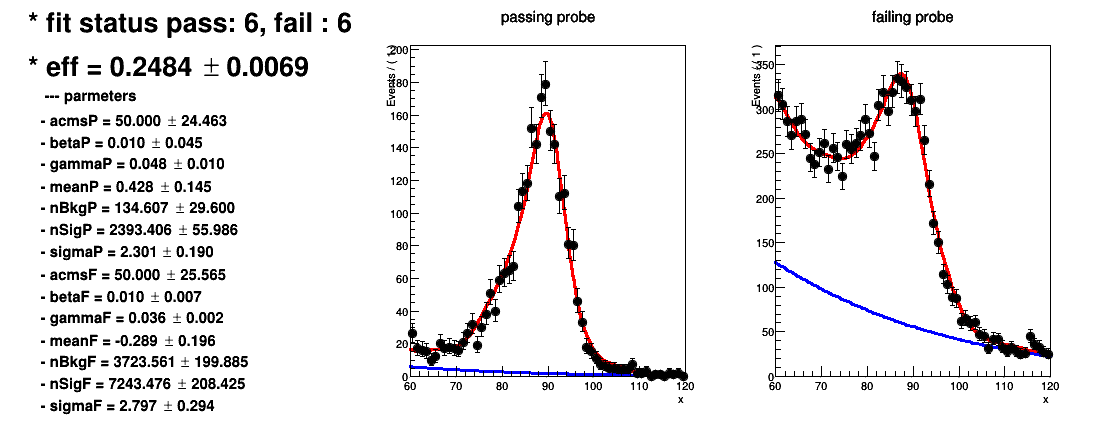 * fit status pass: 6, fail : 6
* eff = 0.2484 ± 0.0069
--- parmeters
- acmsP = 50.000 ± 24.463
- betaP = 0.010 ± 0.045
- gammaP = 0.048 ± 0.010
- meanP = 0.428 ± 0.145
- nBkgP = 134.607 ± 29.600
- nSigP = 2393.406 ± 55.986
- sigmaP = 2.301 ± 0.190
- acmsF = 50.000 ± 25.565
- betaF = 0.010 ± 0.007
- gammaF = 0.036 ± 0.002
- meanF = -0.289 ± 0.196
- nBkgF = 3723.561 ± 199.885
- nSigF = 7243.476 ± 208.425
- sigmaF = 2.797 ± 0.294
passing probe
Events / ( 1 )
200
180
160
140
120
100
80
60
40
20
0
60 70 80 90 100 110 120
x
failing probe
Events / ( 1 )
350
300
250
200
150
100
50
0
60 70 80 90 100 110 120
x